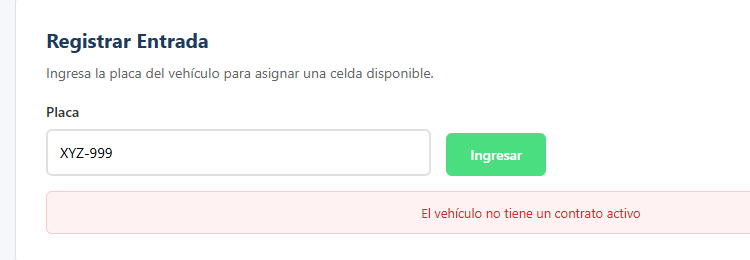 Registrar Entrada
Ingresa la placa del vehículo para asignar una celda disponible.
Placa
XYZ-999
Ingresar
El vehículo no tiene un contrato activo